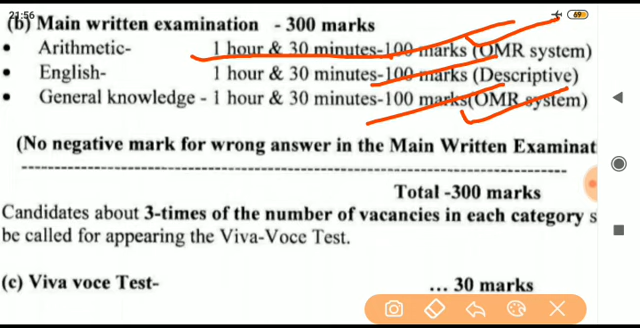 21:56
69
(b) Main written examination - 300 marks
• Arithmetic- 1 hour & 30 minutes-100 marks (OMR system)
• English- 1 hour & 30 minutes-100 marks (Descriptive)
• General knowledge - 1 hour & 30 minutes-100 marks(OMR system)
(No negative mark for wrong answer in the Main Written Examinat
Total -300 marks
Candidates about 3-times of the number of vacancies in each category s
be called for appearing the Viva-Voce Test.
(c) Viva voce Test- ... 30 marks